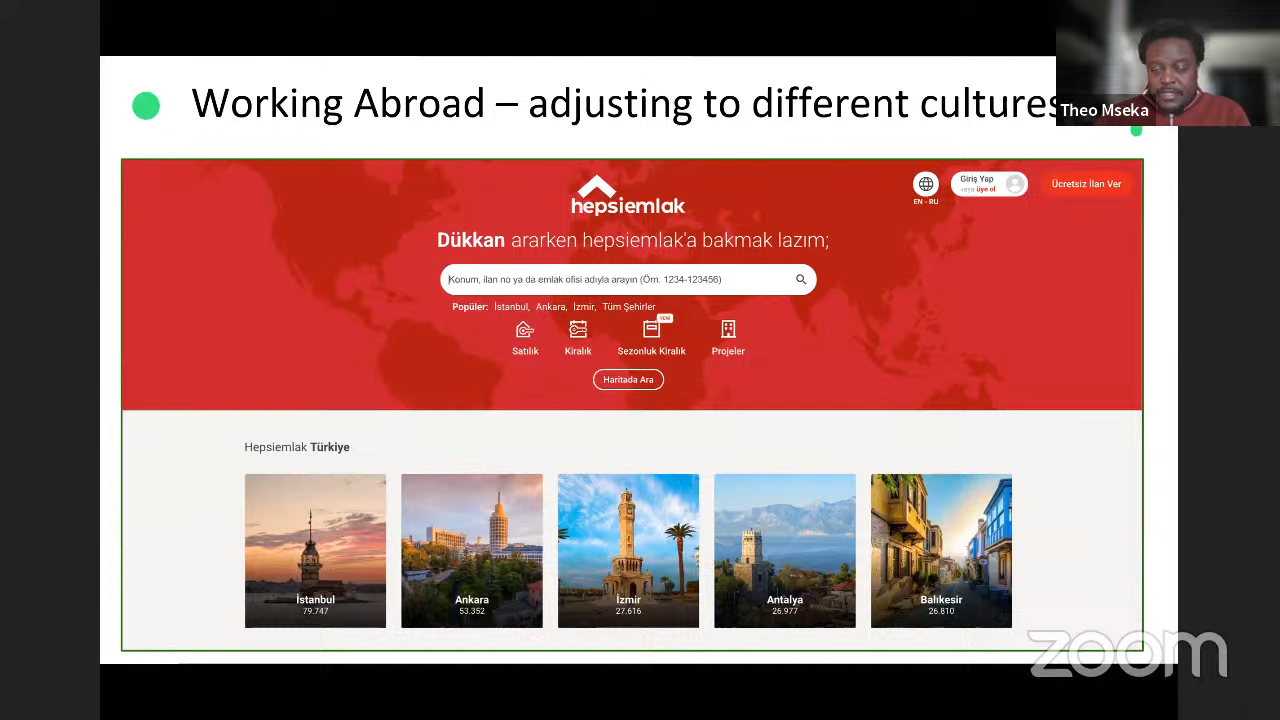 Working Abroad – adjusting to different cultures
Theo Mseka
hepsiemlak
EN - RU
Giriş Yap
veya üye ol
Ücretsiz İlan Ver
Dükkan ararken hepsiemlak'a bakmak lazım;
Konum, ilan no ya da emlak ofisi adıyla arayın (Örn. 1234-123456)
Popüler: İstanbul, Ankara, İzmir, Tüm Şehirler
YENİ
Satılık Kiralık Sezonluk Kiralık Projeler
Haritada Ara
Hepsiemlak Türkiye
İstanbul Ankara İzmir Antalya Balıkesir
79.747 53.352 27.616 26.977 26.810
zoom